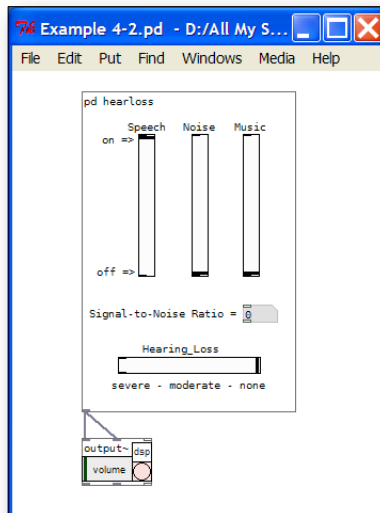 Example 4-2.pd - D:/All My S...
File Edit Put Find Windows Media Help
pd hearloss
Speech Noise Music
on =>
off =>
Signal-to-Noise Ratio = 0
Hearing_Loss
severe - moderate - none
output~ dsp
volume